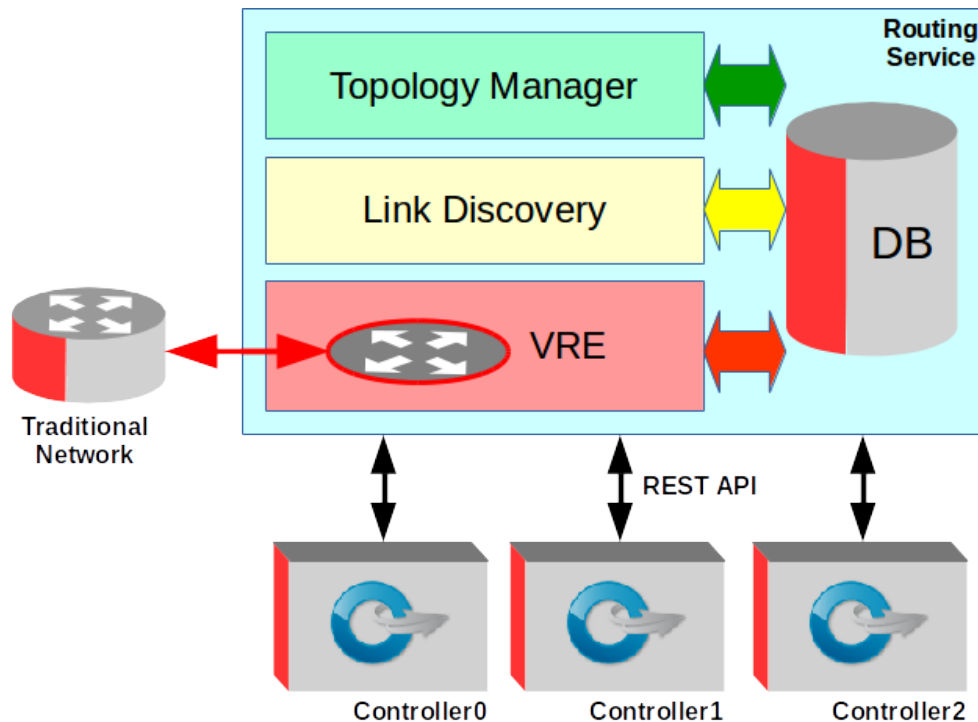 Routing
Service
Topology Manager
Link Discovery
DB
VRE
Traditional
Network
REST API
Controller0
Controller1
Controller2